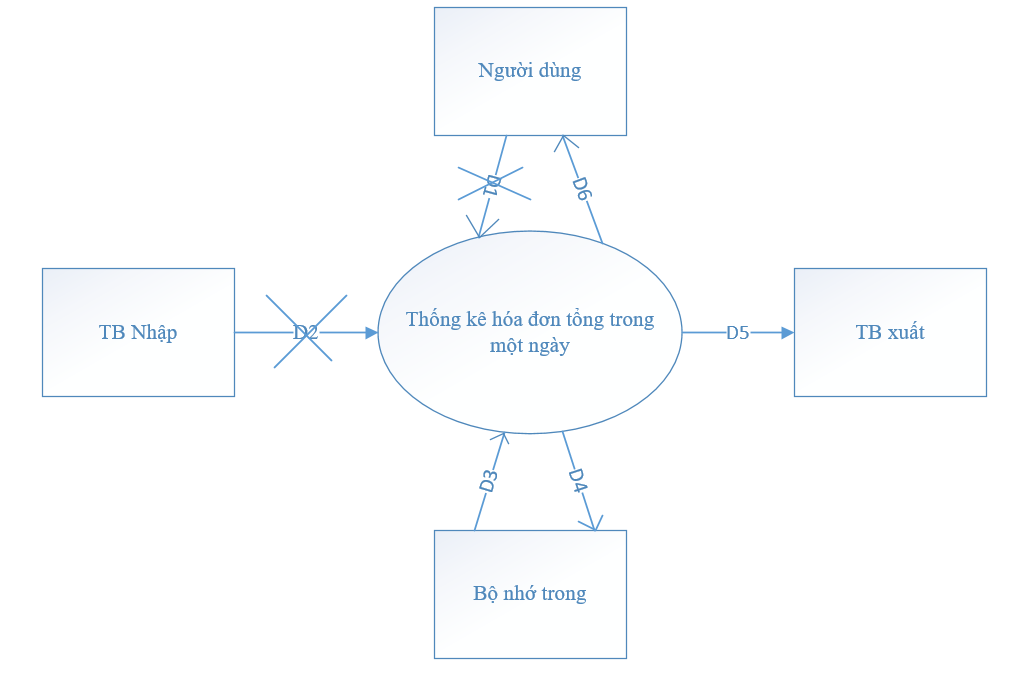 Người dùng
D1
D6
TB Nhập
D2
Thống kê hóa đơn tổng trong
một ngày
D5
TB xuất
D3
D4
Bộ nhớ trong